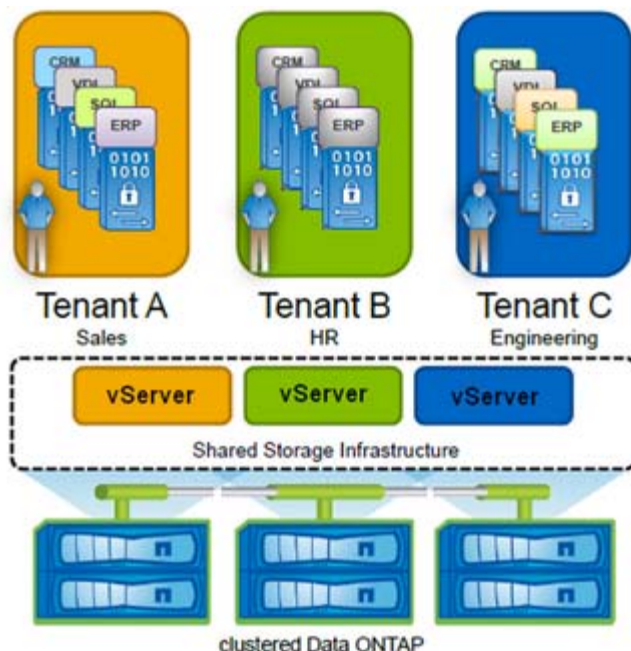 CRM
VDI
SQL
ERP
0101
1010
CRM
VDI
SQL
ERP
0101
1010
CRM
VDI
SQL
ERP
0101
1010
Tenant A
Tenant B
Tenant C
Sales
HR
Engineering
vServer
vServer
vServer
Shared Storage Infrastructure
clustered Data ONTAP